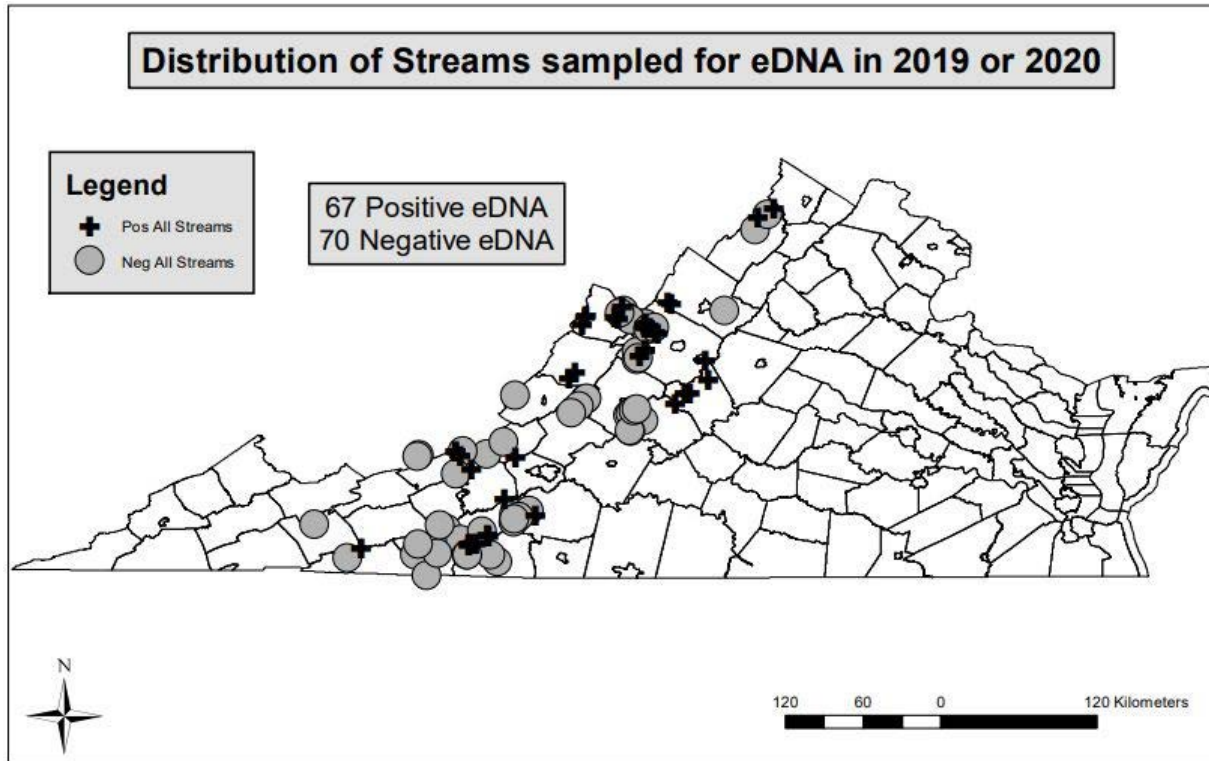 Distribution of Streams sampled for eDNA in 2019 or 2020
Legend
Pos All Streams
Neg All Streams
67 Positive eDNA
70 Negative eDNA
N
120 60 0 120 Kilometers